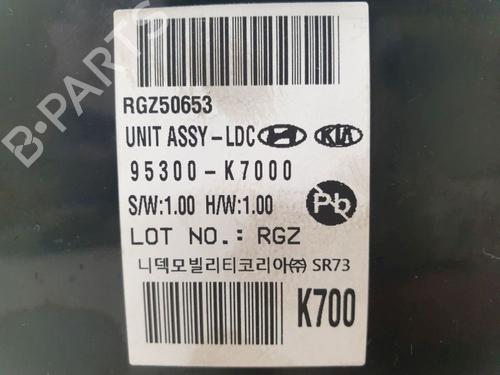 RGZ50653
UNIT ASSY-LDC KIA
95300-K7000
S/W:1.00 H/W:1.00 Pb
LOT NO.: RGZ
니덱모빌리티코리아㈜ SR73
K700
B-PARTS